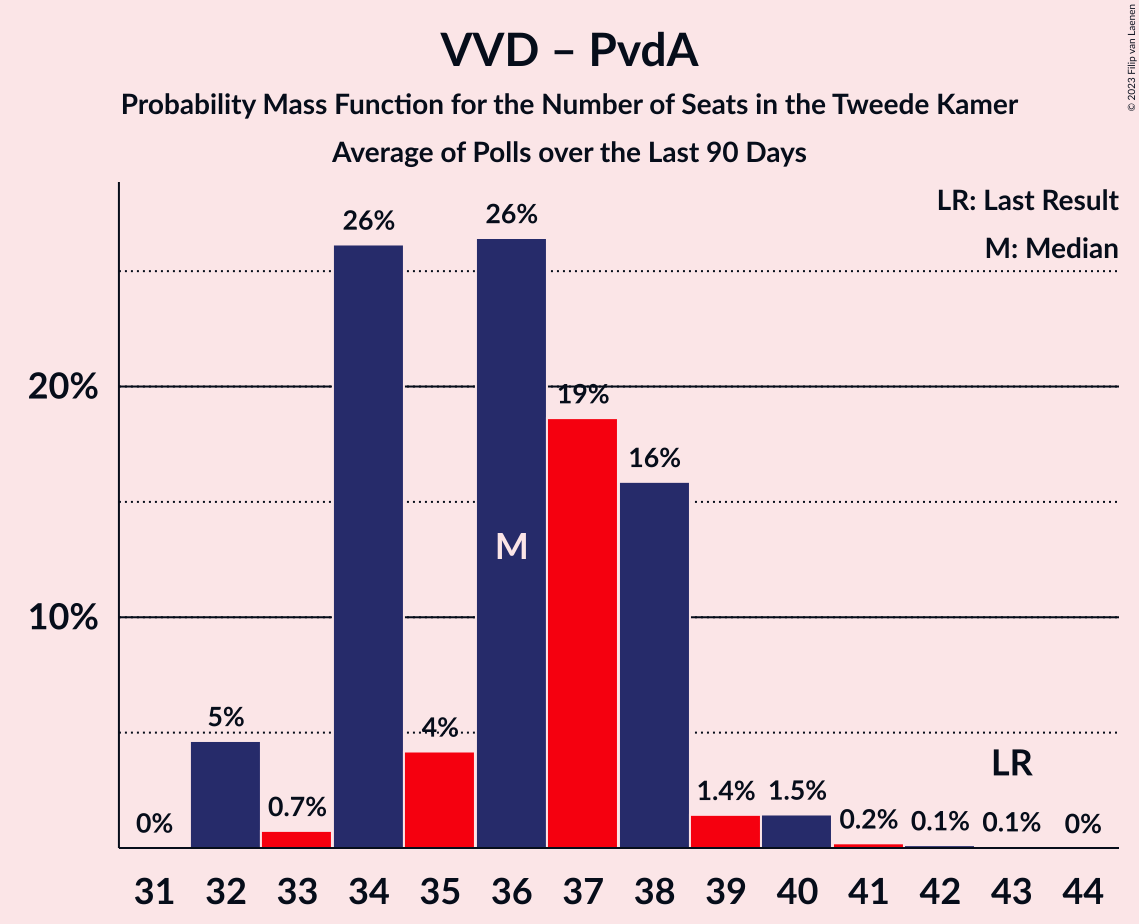 VVD – PvdA
Probability Mass Function for the Number of Seats in the Tweede Kamer
Average of Polls over the Last 90 Days
© 2023 Filip van Laenen
LR: Last Result
M: Median
20%
10%
0%
5%
0.7%
26%
4%
26%
19%
16%
1.4%
1.5%
0.2%
0.1%
0.1%
0%
M
LR
31 32 33 34 35 36 37 38 39 40 41 42 43 44